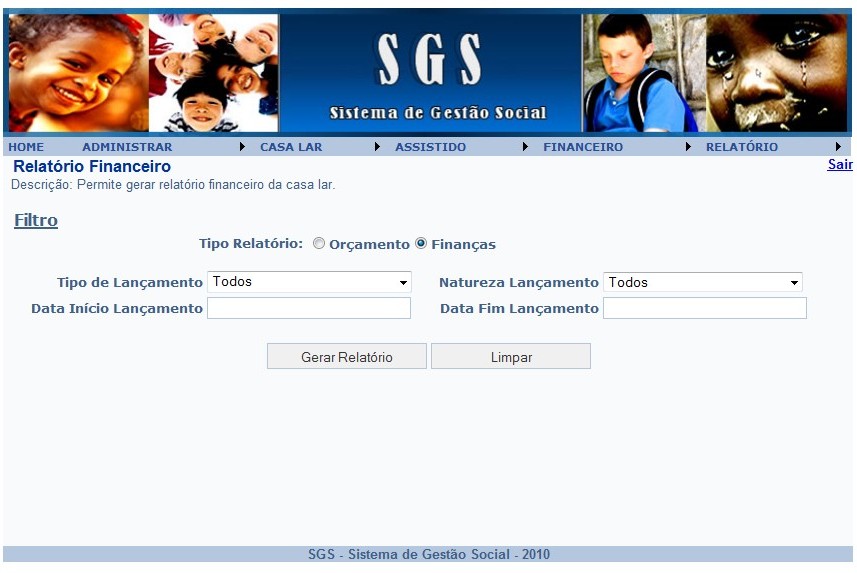 SGS
Sistema de Gestão Social
HOME ADMINISTRAR CASA LAR ASSISTIDO FINANCEIRO RELATÓRIO
Relatório Financeiro Sair
Descrição: Permite gerar relatório financeiro da casa lar.
Filtro
Tipo Relatório: Orçamento Finanças
Tipo de Lançamento Todos Natureza Lançamento Todos
Data Início Lançamento Data Fim Lançamento
Gerar Relatório Limpar
SGS - Sistema de Gestão Social - 2010